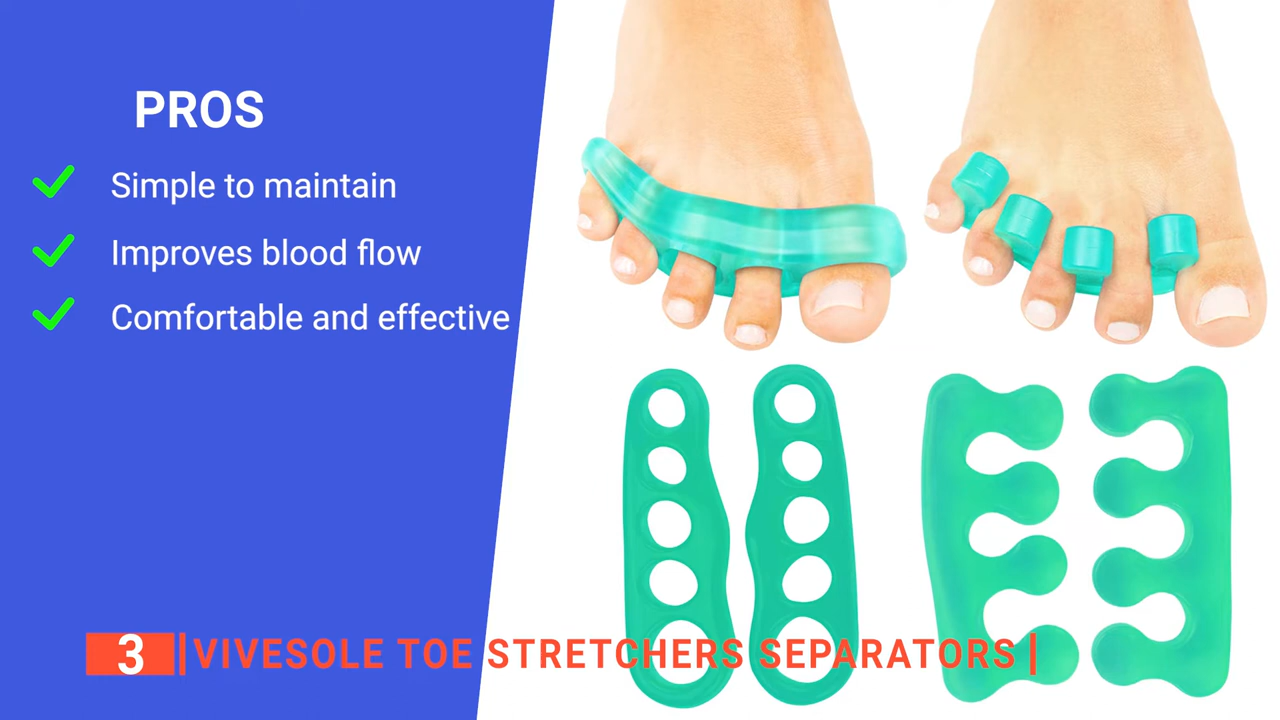 PROS
Simple to maintain
Improves blood flow
Comfortable and effective
3 VIVESOLE TOE STRETCHERS SEPARATORS